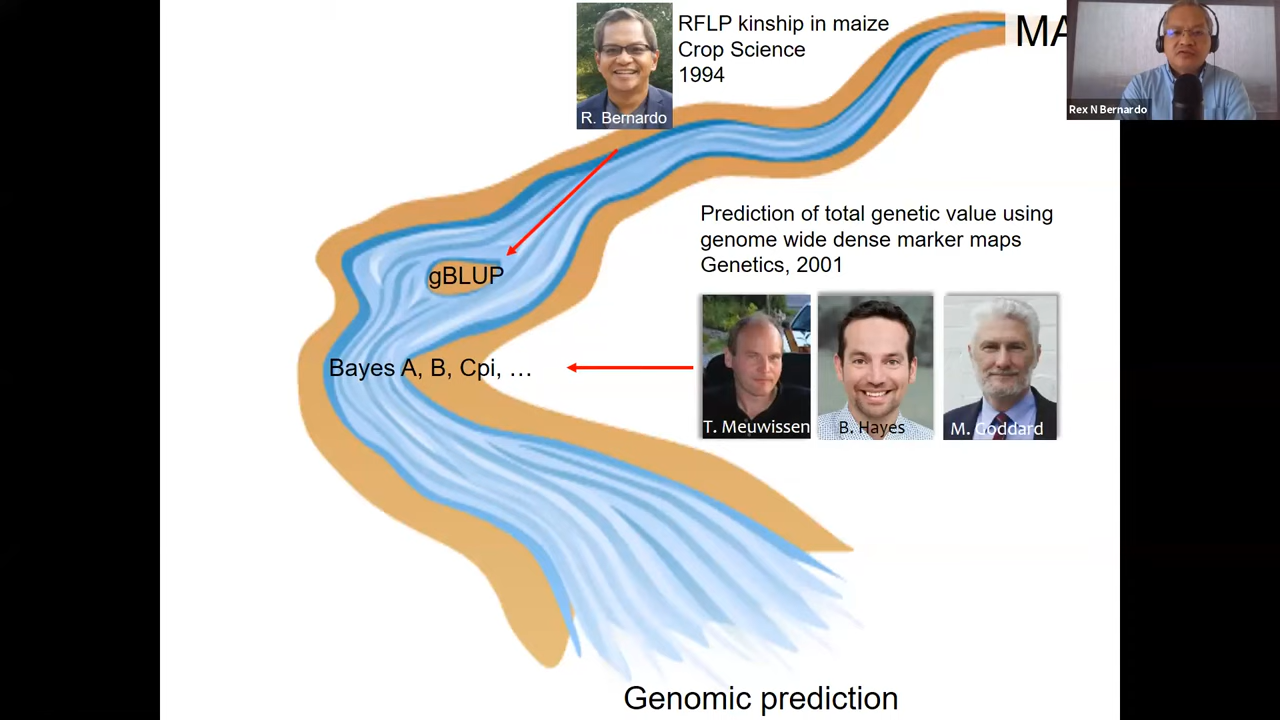 RFLP kinship in maize
Crop Science
1994
R. Bernardo
MA
Rex N Bernardo
Prediction of total genetic value using
genome wide dense marker maps
Genetics, 2001
gBLUP
Bayes A, B, Cpi, …
T. Meuwissen
B. Hayes
M. Goddard
Genomic prediction